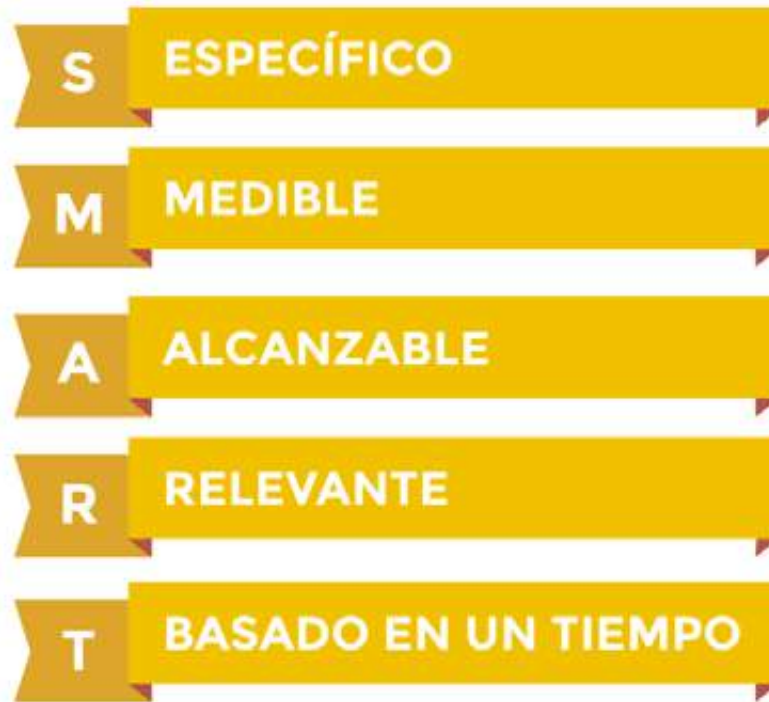 S ESPECÍFICO
M MEDIBLE
A ALCANZABLE
R RELEVANTE
T BASADO EN UN TIEMPO